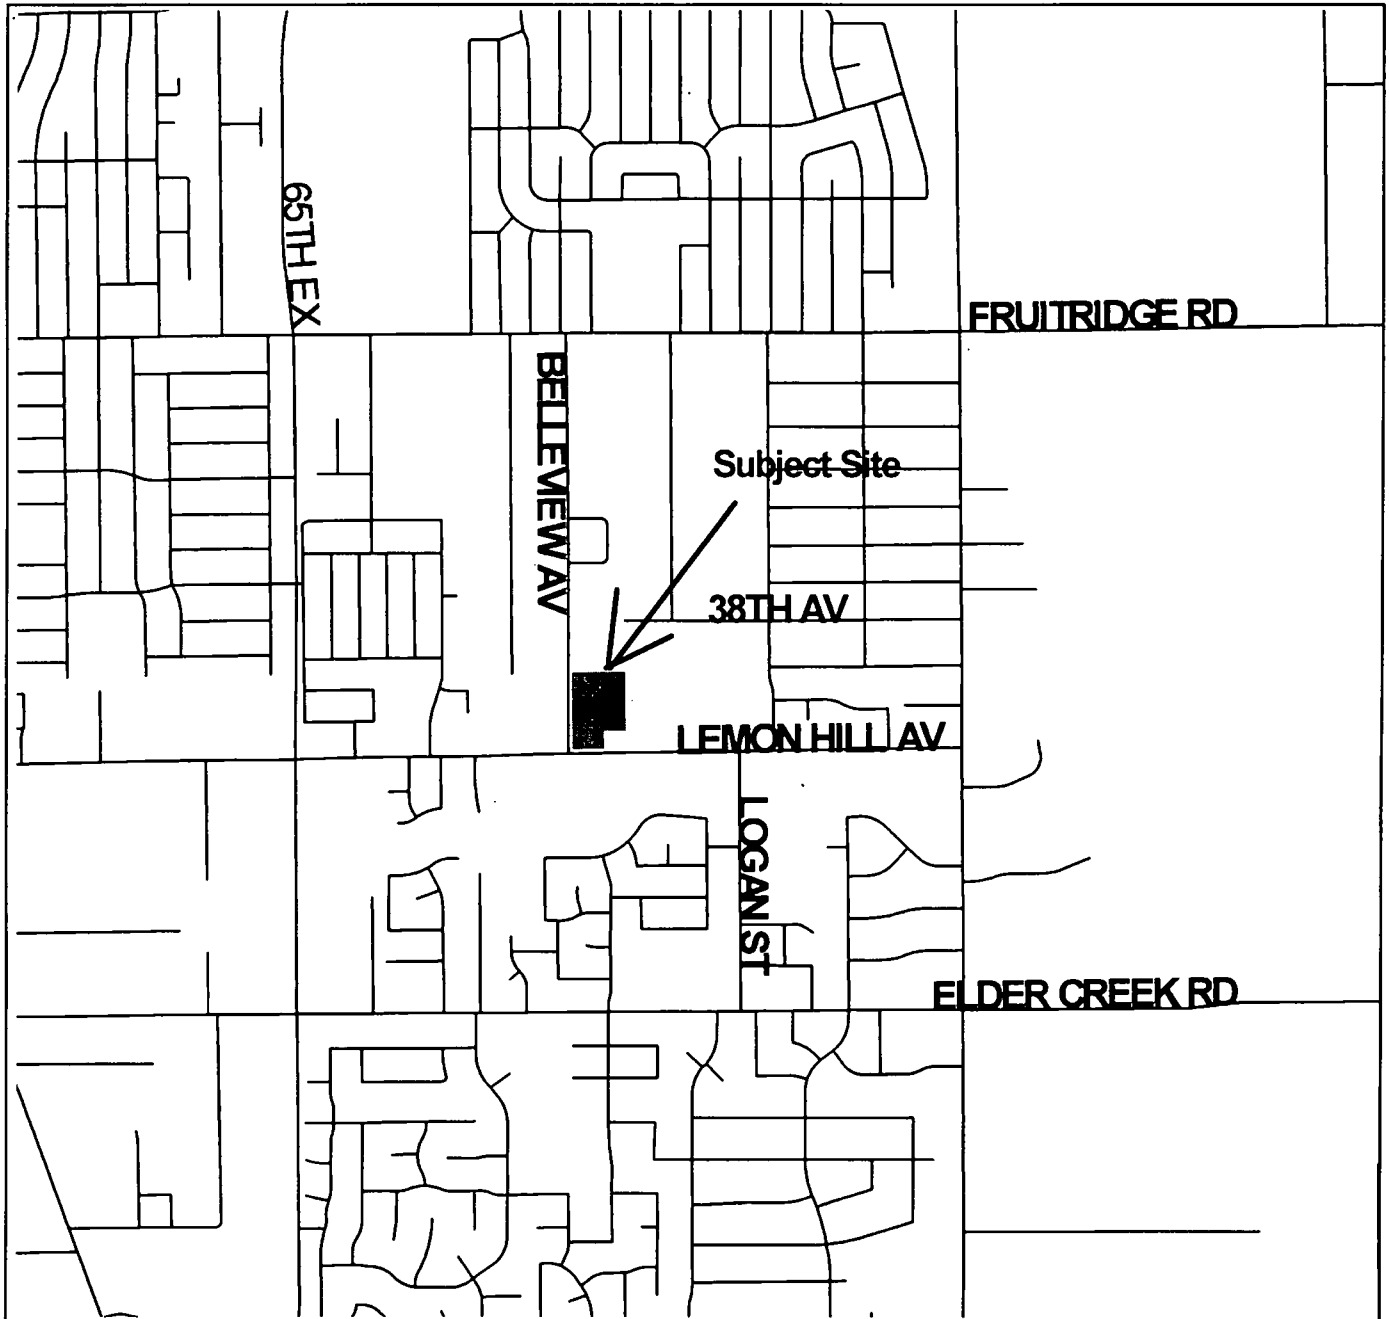 65TH EX
FRUITRIDGE RD
BELLEVIEW AV
Subject Site
38TH AV
LEMON HILL AV
LOGAN ST
ELDER CREEK RD